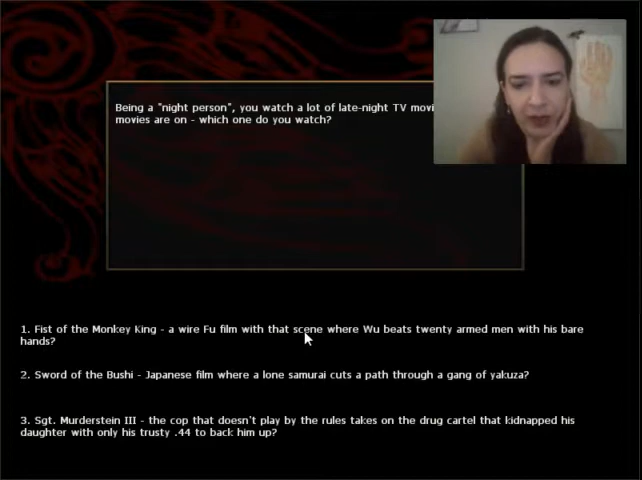 Being a "night person", you watch a lot of late-night TV
movies are on - which one do you watch?
1. Fist of the Monkey King - a wire Fu film with that scene where Wu beats twenty armed men with his bare
hands?
2. Sword of the Bushi - Japanese film where a lone samurai cuts a path through a gang of yakuza?
3. Sgt. Murderstein III - the cop that doesn't play by the rules takes on the drug cartel that kidnapped his
daughter with only his trusty .44 to back him up?